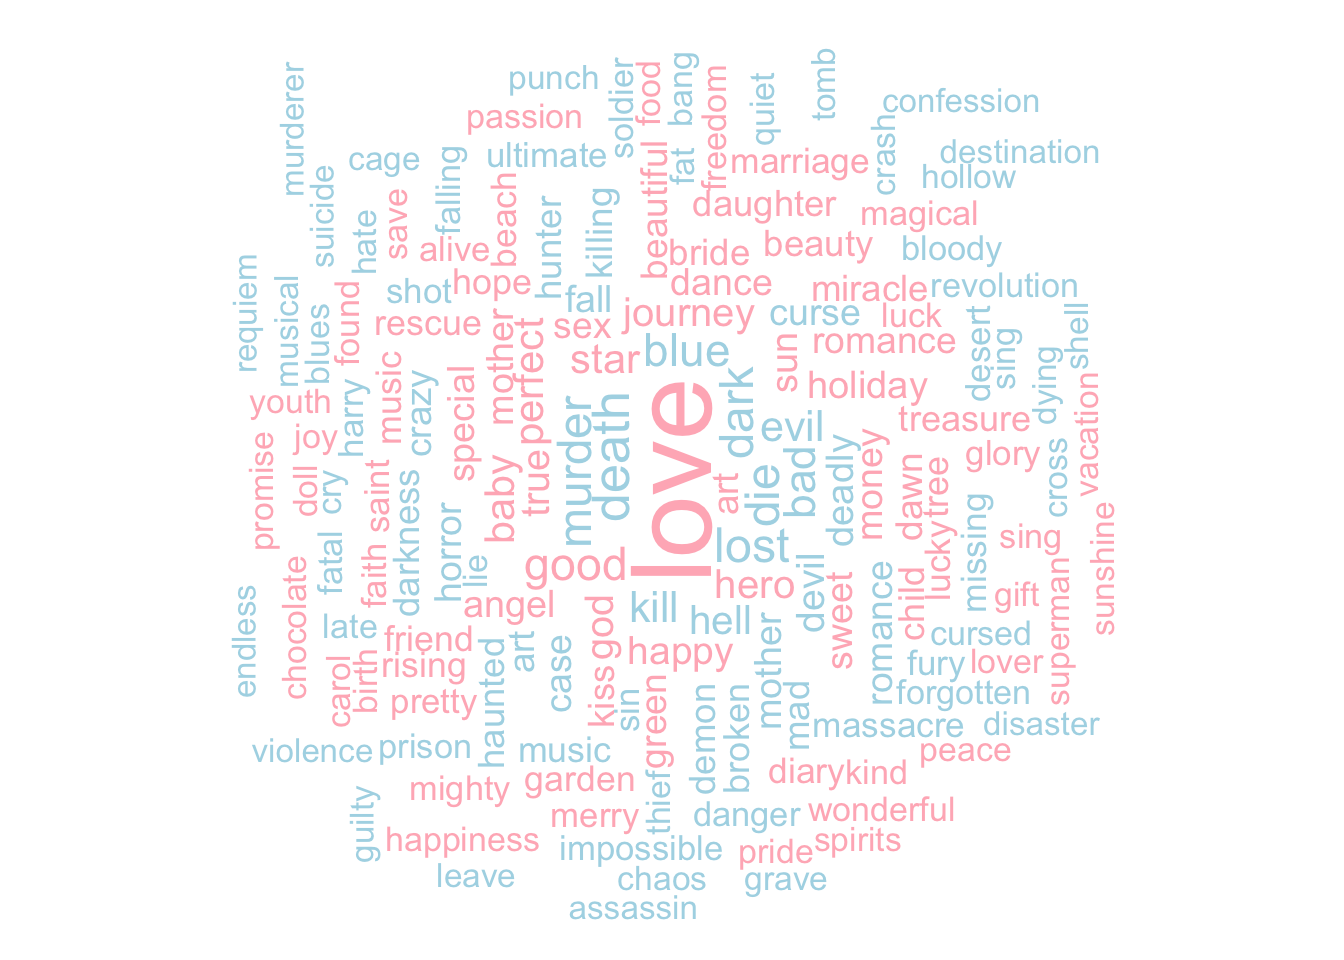 punch
passion
soldier
food
bang
freedom
quiet
tomb
confession
murderer
suicide
cage
hate
save
falling
ultimate
beach
hunter
killing
beautiful
fat
marriage
crash
destination
hollow
daughter
magical
alive
hope
bride
beauty
bloody
requiem
musical
blues
found
shot
rescue
fall
sex
dance
journey
miracle
curse
luck
revolution
romance
desert
sing
dying
shell
star
blue
sun
holiday
mother
perfect
youth
joy
harry
music
crazy
special
love
dark
evil
treasure
glory
cross
vacation
promise
doll
cry
saint
darkness
baby
true
murder
death
art
die
bad
deadly
money
dawn
tree
chocolate
fatal
faith
horror
lie
good
lost
hero
devil
sweet
romance
child
lucky
missing
sing
gift
superman
sunshine
endless
late
friend
angel
kill
hell
god
happy
cursed
fury
lover
carol
birth
rising
pretty
haunted
art
case
kiss
sin
green
demon
broken
mother
mad
forgotten
massacre
disaster
violence
prison
music
peace
mighty
garden
diary
kind
guilty
merry
thief
danger
wonderful
happiness
impossible
pride
spirits
leave
chaos
grave
assassin